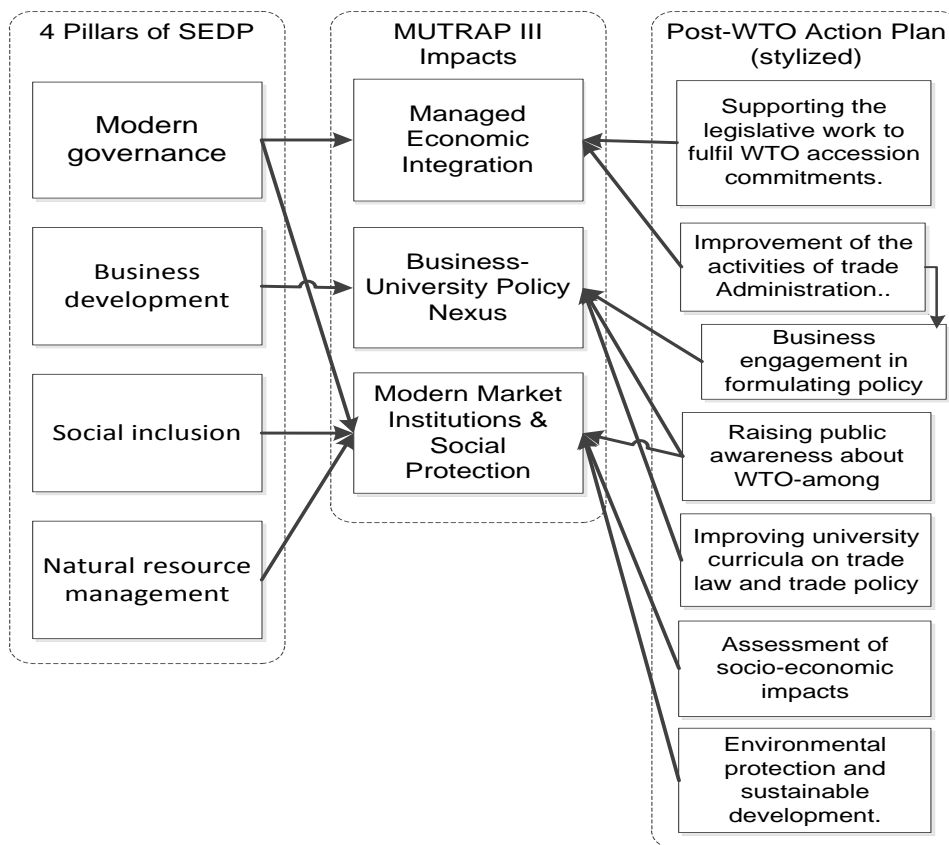 4 Pillars of SEDP
Modern
governance
Business
development
Social inclusion
Natural resource
management
MUTRAP III
Impacts
Managed
Economic
Integration
Business-
University Policy
Nexus
Modern Market
Institutions &
Social
Protection
Post-WTO Action Plan
(stylized)
Supporting the
legislative work to
fulfil WTO accession
commitments.
Improvement of the
activities of trade
Administration..
Business
engagement in
formulating policy
Raising public
awareness about
WTO-among
Improving university
curricula on trade
law and trade policy
Assessment of
socio-economic
impacts
Environmental
protection and
sustainable
development.